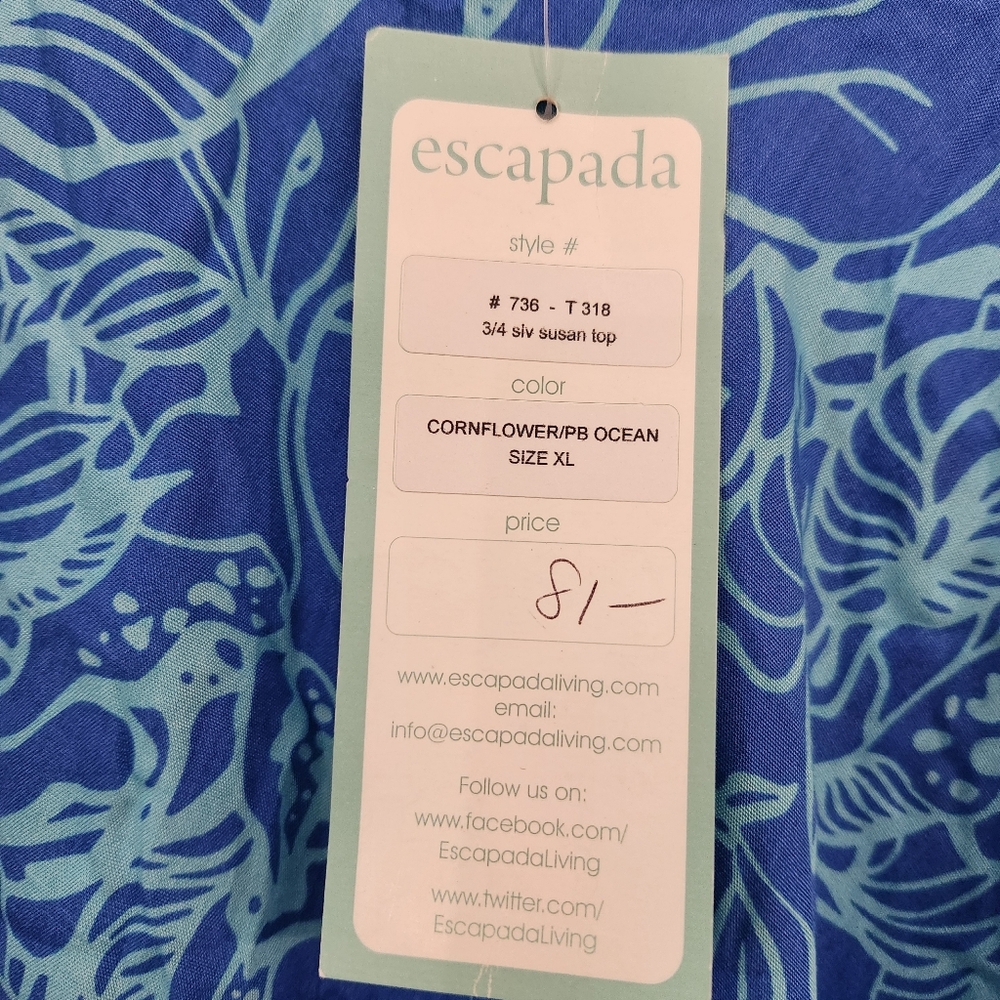 escapada
style #
# 736 - T 318
3/4 slv susan top
color
CORNFLOWER/PB OCEAN
SIZE XL
price
81—
www.escapadaliving.com
email:
info@escapadaliving.com
Follow us on:
www.facebook.com/
EscapadaLiving
www.twitter.com/
EscapadaLiving